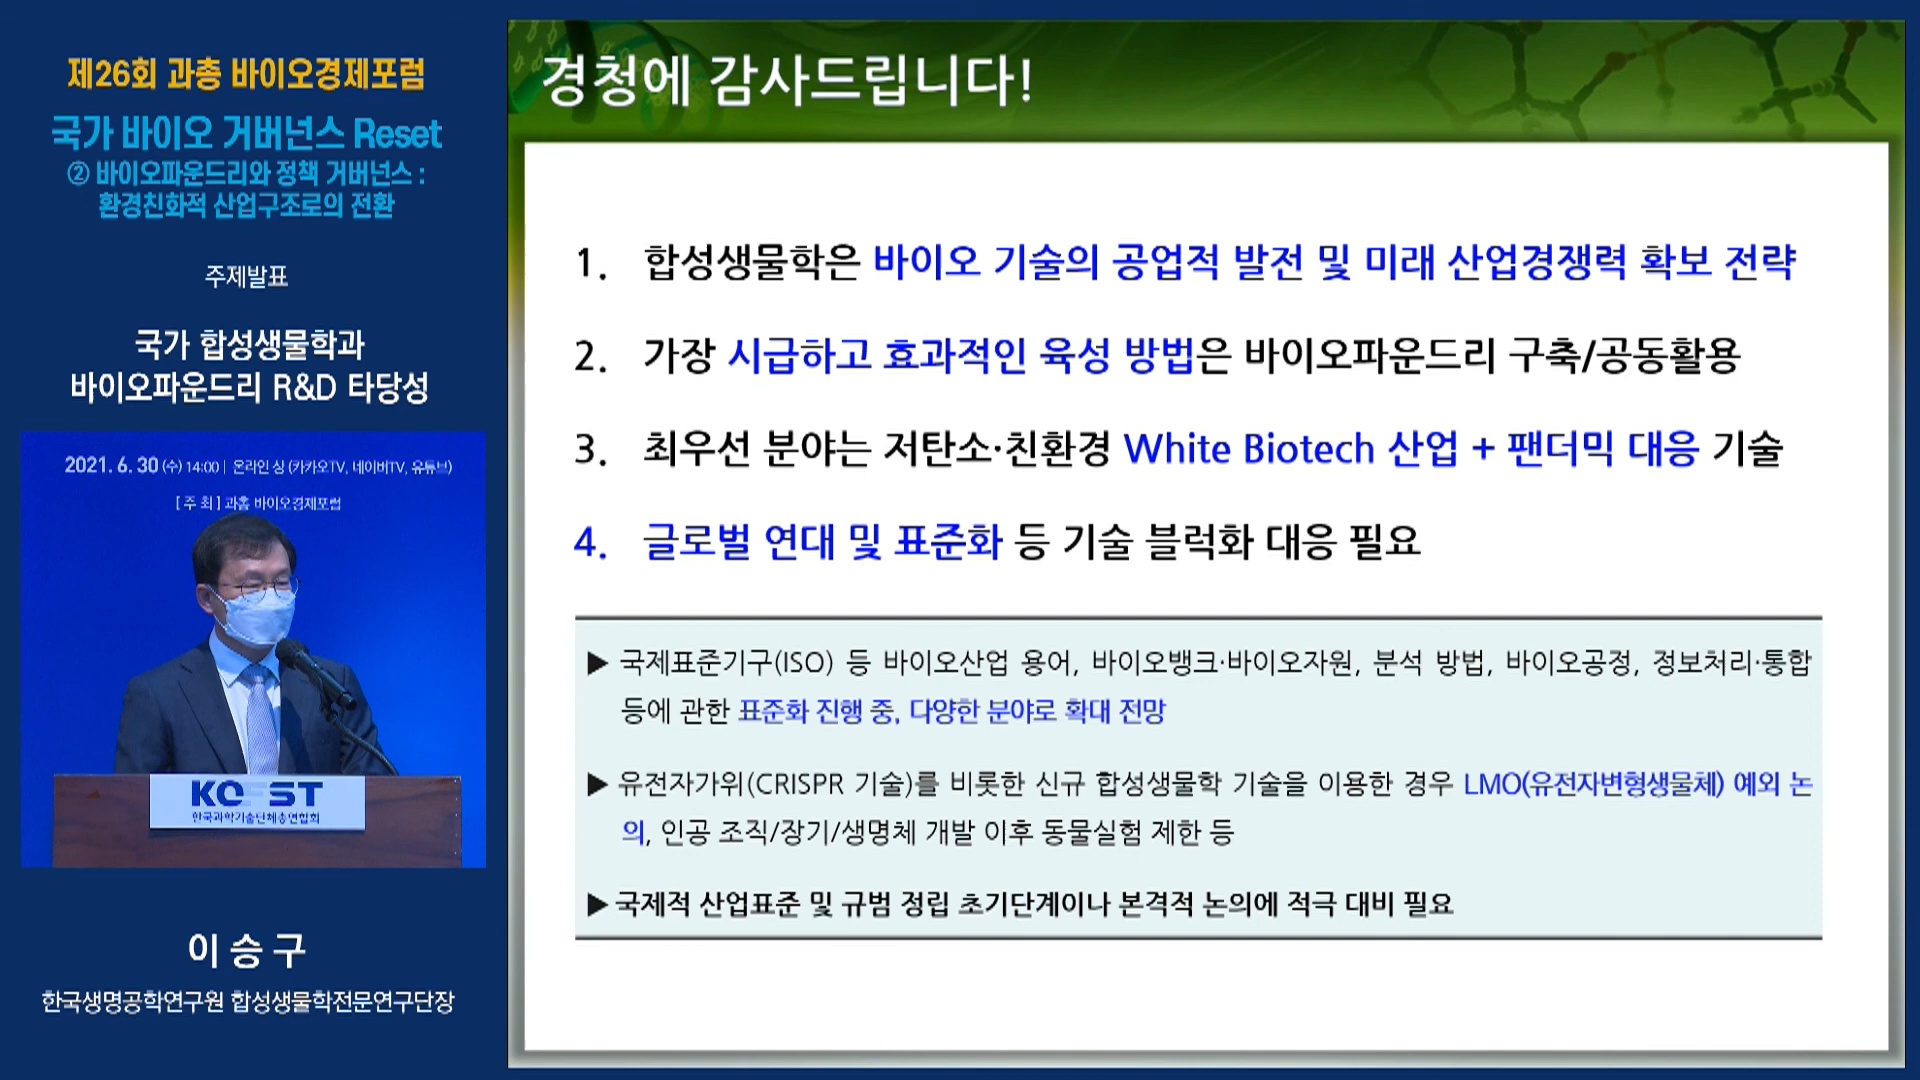 제26회 과총 바이오경제포럼
국가 바이오 거버넌스 Reset
② 바이오파운드리와 정책 거버넌스 :
환경친화적 산업구조로의 전환
주제발표
국가 합성생물학과
바이오파운드리 R&D 타당성
2021. 6. 30 (수) 14:00 | 온라인 상 (카카오TV, 네이버TV, 유튜브)
[ 주 최 ] 과총 바이오경제포럼
한국과학기술단체총연합회
이 승 구
한국생명공학연구원 합성생물학전문연구단장
경청에 감사드립니다!
1. 합성생물학은 바이오 기술의 공업적 발전 및 미래 산업경쟁력 확보 전략
2. 가장 시급하고 효과적인 육성 방법은 바이오파운드리 구축/공동활용
3. 최우선 분야는 저탄소·친환경 White Biotech 산업 + 팬더믹 대응 기술
4. 글로벌 연대 및 표준화 등 기술 블럭화 대응 필요
▶ 국제표준기구(ISO) 등 바이오산업 용어, 바이오뱅크·바이오자원, 분석 방법, 바이오공정, 정보처리·통합
등에 관한 표준화 진행 중, 다양한 분야로 확대 전망
▶ 유전자가위(CRISPR 기술)를 비롯한 신규 합성생물학 기술을 이용한 경우 LMO(유전자변형생물체) 예외 논
의, 인공 조직/장기/생명체 개발 이후 동물실험 제한 등
▶ 국제적 산업표준 및 규범 정립 초기단계이나 본격적 논의에 적극 대비 필요